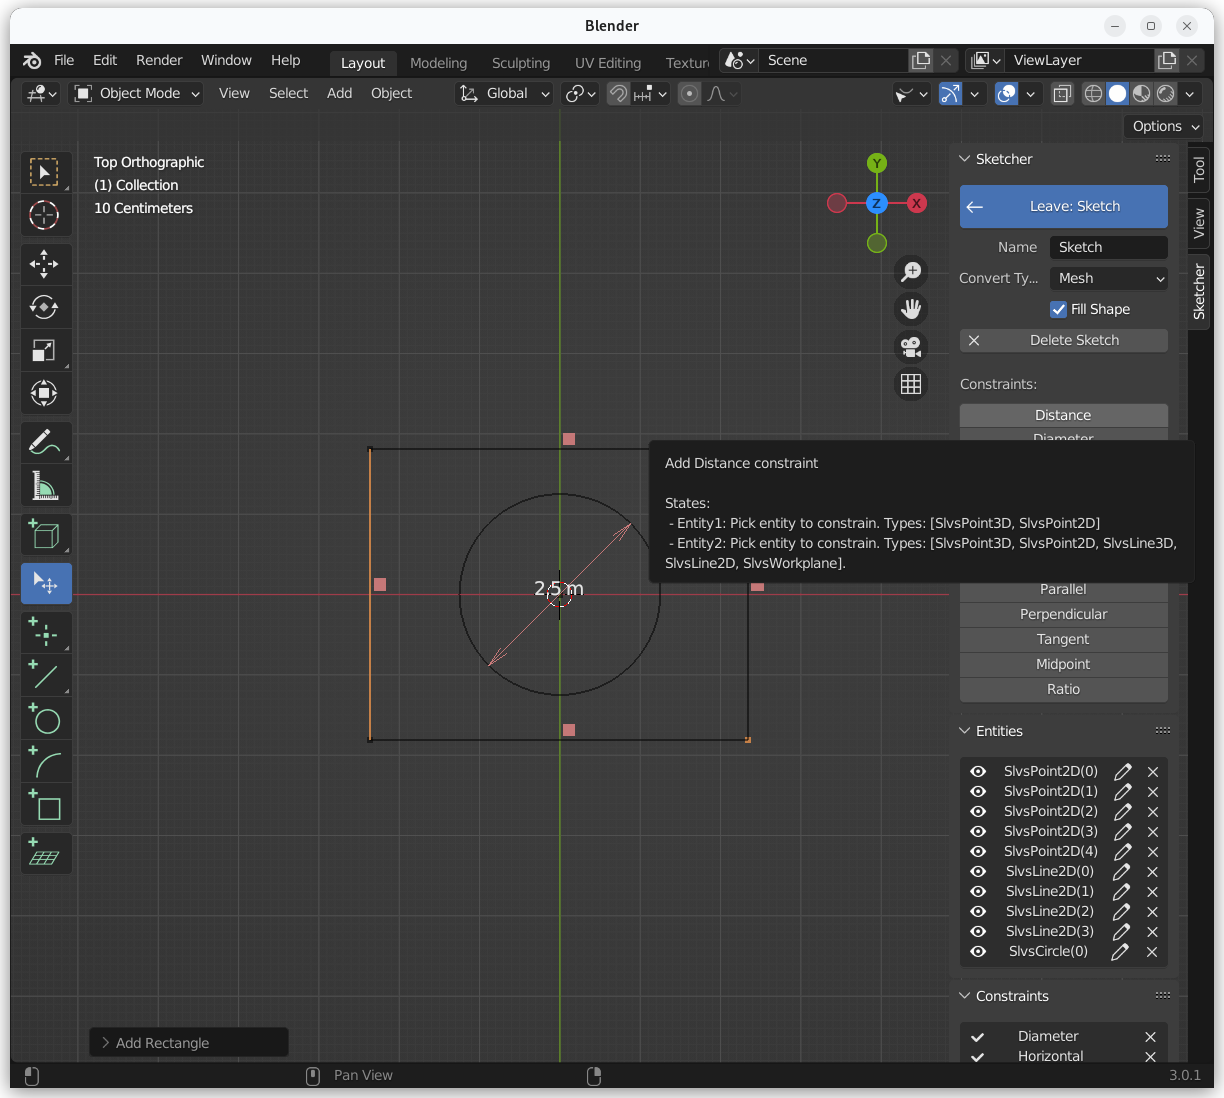 Blender
File Edit Render Window Help Layout Modeling Sculpting UV Editing Textur Scene ViewLayer
Object Mode View Select Add Object Global
Options
Top Orthographic
(1) Collection
10 Centimeters
Y
X
Z
Sketcher
Leave: Sketch
Name Sketch
Convert Ty... Mesh
Fill Shape
Delete Sketch
Constraints:
Distance
Diameter
Tool
View
Sketcher
Add Distance constraint
States:
- Entity1: Pick entity to constrain. Types: [SlvsPoint3D, SlvsPoint2D]
- Entity2: Pick entity to constrain. Types: [SlvsPoint3D, SlvsPoint2D, SlvsLine3D,
SlvsLine2D, SlvsWorkplane].
2.5 m
Parallel
Perpendicular
Tangent
Midpoint
Ratio
Entities
SlvsPoint2D(0)
SlvsPoint2D(1)
SlvsPoint2D(2)
SlvsPoint2D(3)
SlvsPoint2D(4)
SlvsLine2D(0)
SlvsLine2D(1)
SlvsLine2D(2)
SlvsLine2D(3)
SlvsCircle(0)
Constraints
Diameter
Horizontal
Add Rectangle
Pan View
3.0.1